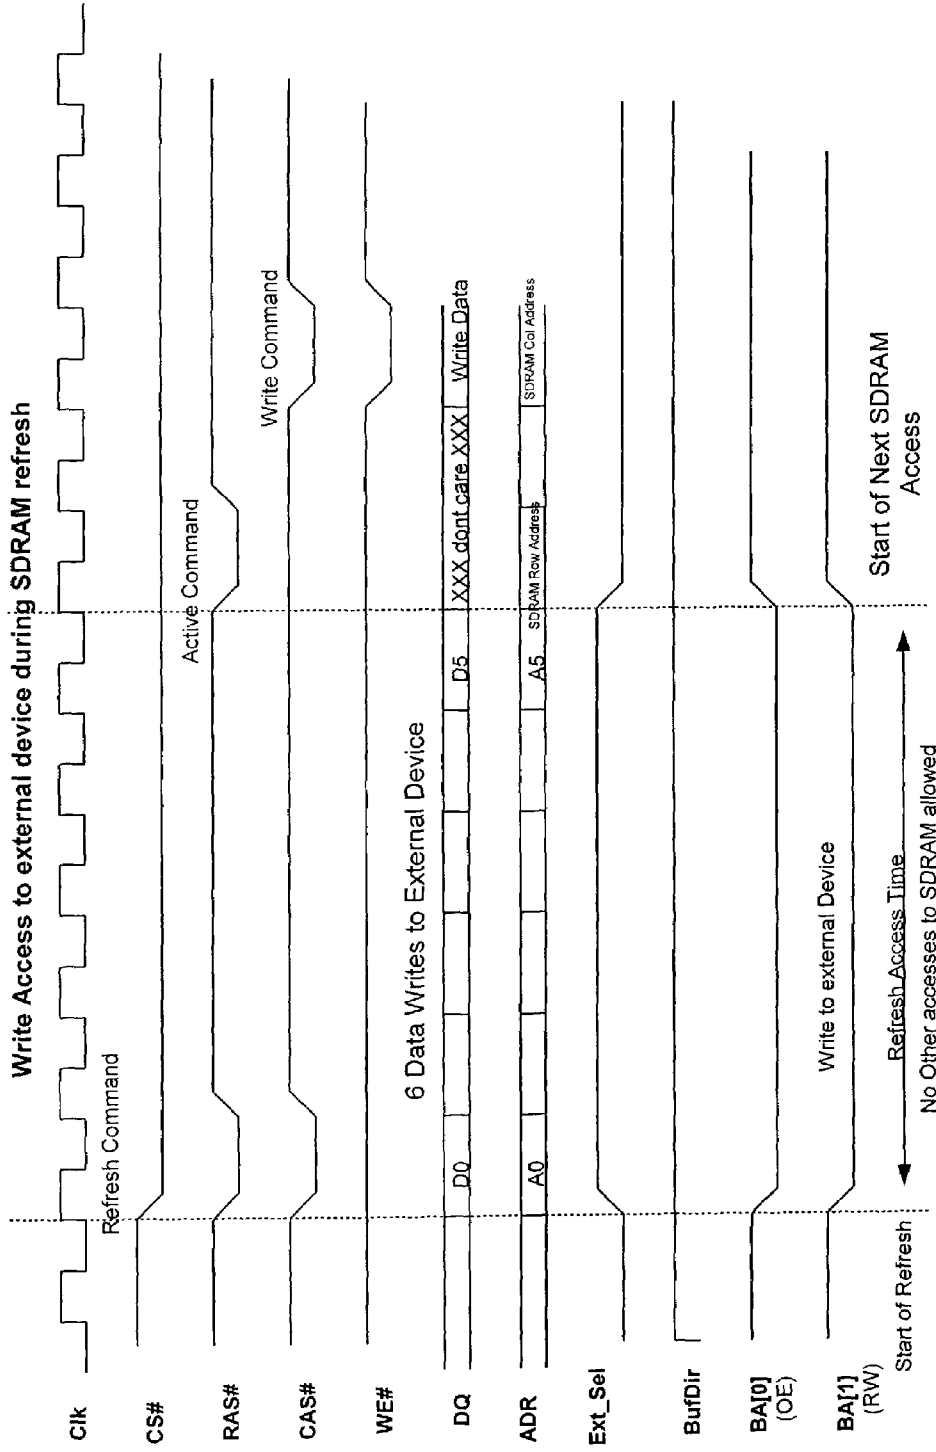 Write Access to external device during SDRAM refresh
Clk
Refresh Command
CS#
Active Command
RAS#
Write Command
CAS#
WE#
6 Data Writes to External Device
DQ
D0
D5
XXX dont care XXX
Write Data
ADR
A0
A5
SDRAM Row Address
SDRAM Col Address
Ext_Sel
BufDir
BA[0]
(OE)
Write to external Device
BA[1]
(RW)
Start of Refresh
Refresh Access Time
No Other accesses to SDRAM allowed
Start of Next SDRAM
Access